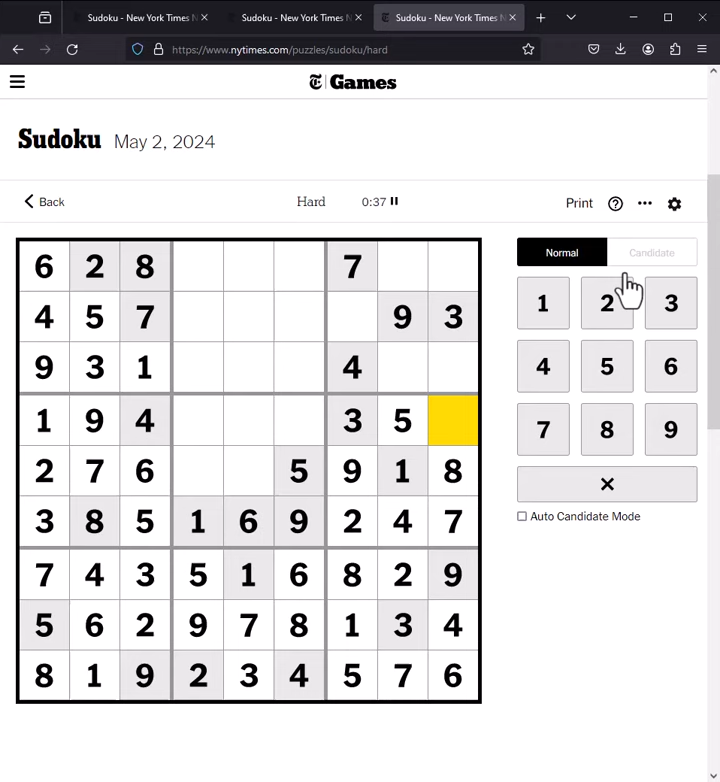 Sudoku - New York Times N
Sudoku - New York Times N
Sudoku - New York Times N
https://www.nytimes.com/puzzles/sudoku/hard
T Games
Sudoku May 2, 2024
Back Hard 0:37 Print
6 2 8 7
4 5 7 9 3
9 3 1 4
1 9 4 3 5
2 7 6 5 9 1 8
3 8 5 1 6 9 2 4 7
7 4 3 5 1 6 8 2 9
5 6 2 9 7 8 1 3 4
8 1 9 2 3 4 5 7 6
Normal Candidate
1 2 3
4 5 6
7 8 9
Auto Candidate Mode